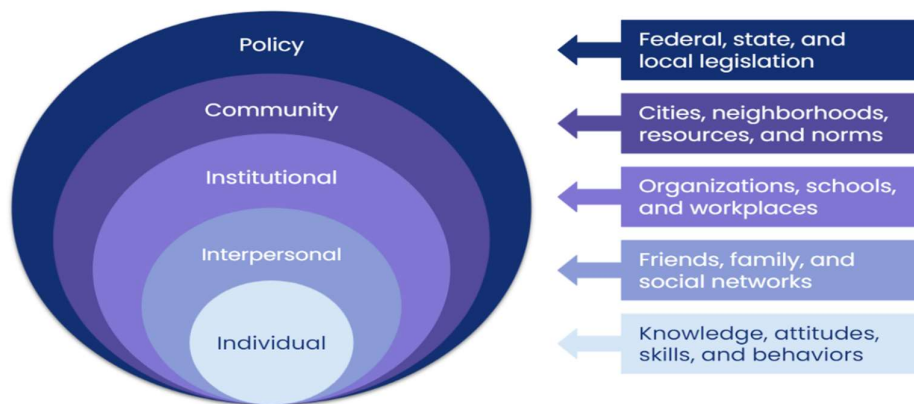 Policy
Community
Institutional
Interpersonal
Individual
Federal, state, and
local legislation
Cities, neighborhoods,
resources, and norms
Organizations, schools,
and workplaces
Friends, family, and
social networks
Knowledge, attitudes,
skills, and behaviors